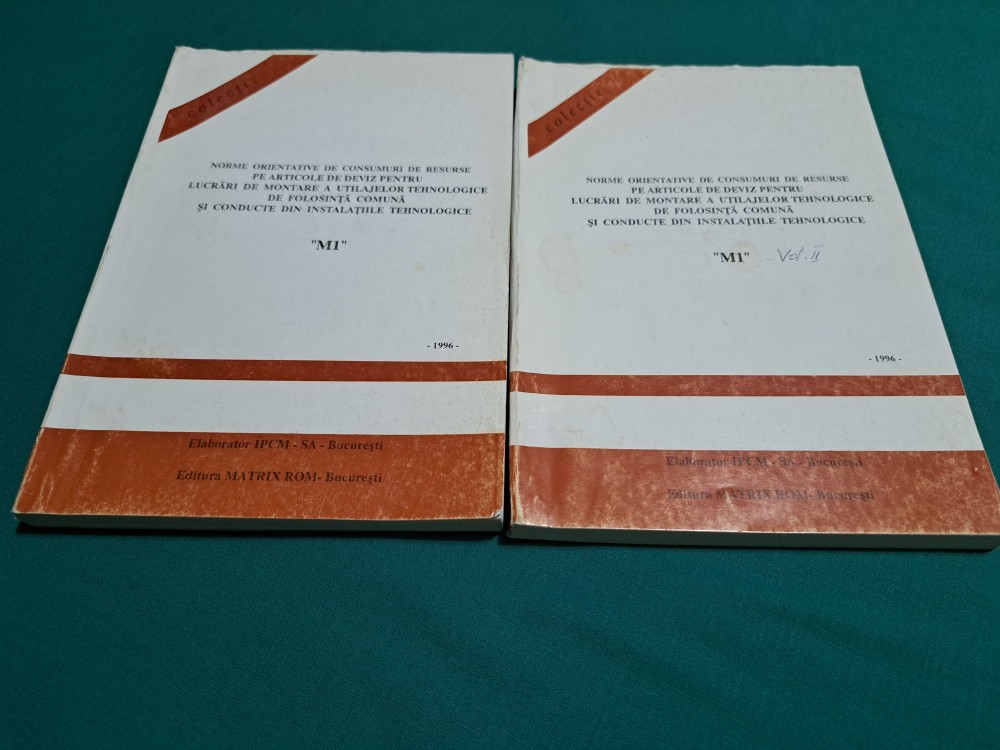 colecție
NORME ORIENTATIVE DE CONSUMURI DE RESURSE
PE ARTICOLE DE DEVIZ PENTRU
LUCRĂRI DE MONTARE A UTILAJELOR TEHNOLOGICE
DE FOLOSINȚĂ COMUNĂ
ȘI CONDUCTE DIN INSTALAȚIILE TEHNOLOGICE
"M1"
- 1996 -
Elaborator IPCM - SA - București
Editura MATRIX ROM- București
colecție
NORME ORIENTATIVE DE CONSUMURI DE RESURSE
PE ARTICOLE DE DEVIZ PENTRU
LUCRĂRI DE MONTARE A UTILAJELOR TEHNOLOGICE
DE FOLOSINȚĂ COMUNĂ
ȘI CONDUCTE DIN INSTALAȚIILE TEHNOLOGICE
"M1" - Vol. II
- 1996 -
Elaborator IPCM - SA - București
Editura MATRIX ROM- București